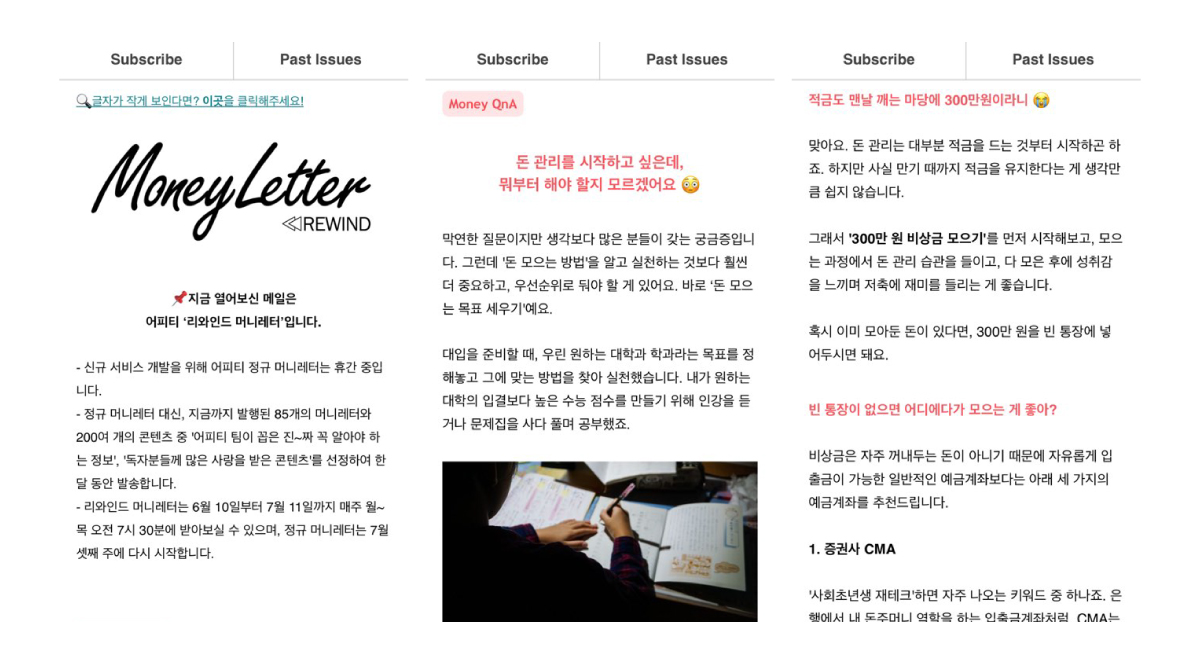 Subscribe
Past Issues
🔍글자가 작게 보인다면? 이곳을 클릭해주세요!
MoneyLetter
REWIND
📌지금 열어보신 메일은
어피티 ‘리와인드 머니레터’입니다.
- 신규 서비스 개발을 위해 어피티 정규 머니레터는 휴간 중입
니다.
- 정규 머니레터 대신, 지금까지 발행된 85개의 머니레터와
200여 개의 콘텐츠 중 '어피티 팀이 꼽은 진~짜 꼭 알아야 하
는 정보', '독자분들께 많은 사랑을 받은 콘텐츠'를 선정하여 한
달 동안 발송합니다.
- 리와인드 머니레터는 6월 10일부터 7월 11일까지 매주 월~
목 오전 7시 30분에 받아보실 수 있으며, 정규 머니레터는 7월
셋째 주에 다시 시작합니다.
Subscribe
Past Issues
Money QnA
돈 관리를 시작하고 싶은데,
뭐부터 해야 할지 모르겠어요 😳
막연한 질문이지만 생각보다 많은 분들이 갖는 궁금증입니
다. 그런데 '돈 모으는 방법'을 알고 실천하는 것보다 훨씬
더 중요하고, 우선순위로 둬야 할 게 있어요. 바로 ‘돈 모으
는 목표 세우기'예요.
대입을 준비할 때, 우린 원하는 대학과 학과라는 목표를 정
해놓고 그에 맞는 방법을 찾아 실천했습니다. 내가 원하는
대학의 입결보다 높은 수능 점수를 만들기 위해 인강을 듣
거나 문제집을 사다 풀며 공부했죠.
Subscribe
Past Issues
적금도 맨날 깨는 마당에 300만원이라니 😭
맞아요. 돈 관리는 대부분 적금을 드는 것부터 시작하곤 하
죠. 하지만 사실 만기 때까지 적금을 유지한다는 게 생각만
큼 쉽지 않습니다.
그래서 '300만 원 비상금 모으기'를 먼저 시작해보고, 모으
는 과정에서 돈 관리 습관을 들이고, 다 모은 후에 성취감
을 느끼며 저축에 재미를 들리는 게 좋습니다.
혹시 이미 모아둔 돈이 있다면, 300만 원을 빈 통장에 넣
어두시면 돼요.
빈 통장이 없으면 어디에다가 모으는 게 좋아?
비상금은 자주 꺼내두는 돈이 아니기 때문에 자유롭게 입
출금이 가능한 일반적인 예금계좌보다는 아래 세 가지의
예금계좌를 추천드립니다.
1. 증권사 CMA
'사회초년생 재테크'하면 자주 나오는 키워드 중 하나죠. 은
행에서 내 돈주머니 역할을 하는 입출금계좌처럼, CMA는